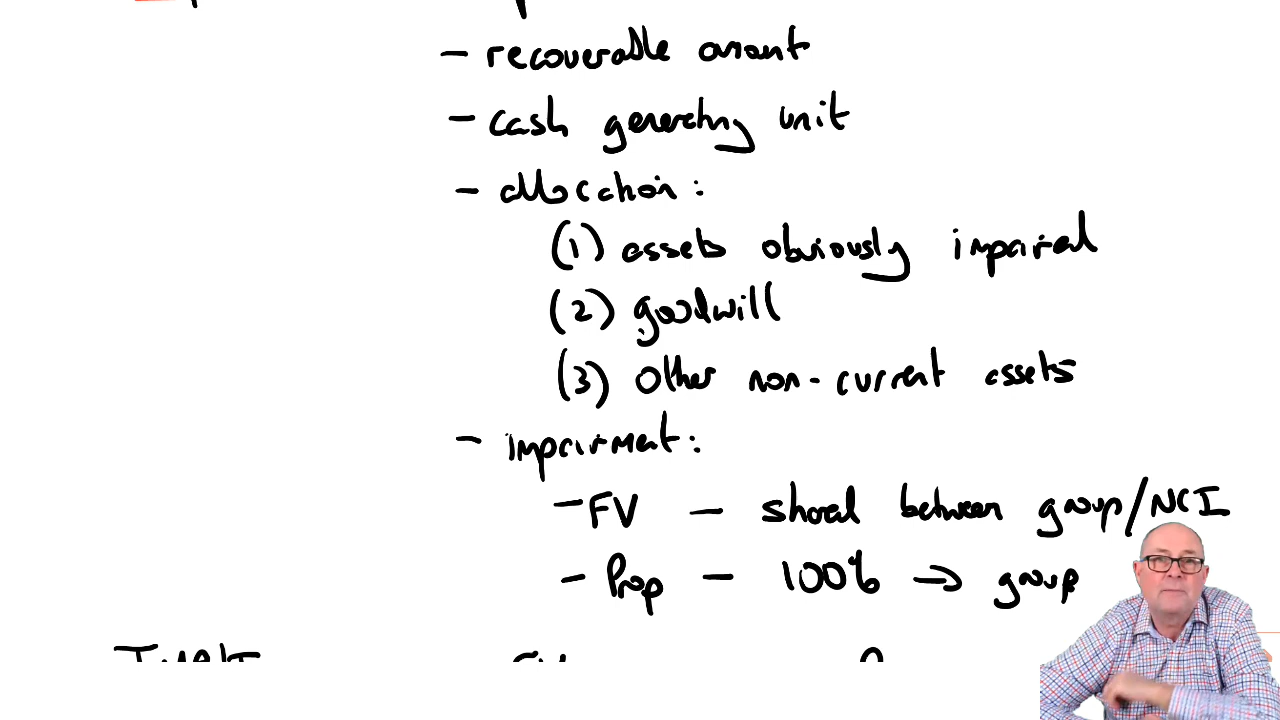 - recoverable amount
- cash generating unit
- allocation:
(1) assets obviously impaired
(2) goodwill
(3) other non-current assets
- impairment:
- FV - shared between group/NCI
- Prop - 100% → group